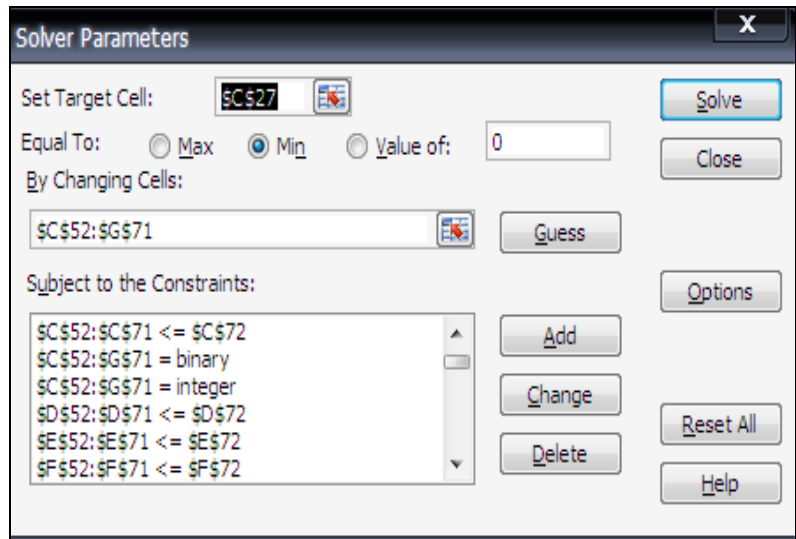 Solver Parameters
X
Set Target Cell: $C$27
Solve
Equal To: Max Min Value of: 0
Close
By Changing Cells:
$C$52:$G$71
Guess
Subject to the Constraints:
Options
$C$52:$C$71 <= $C$72
$C$52:$G$71 = binary
$C$52:$G$71 = integer
$D$52:$D$71 <= $D$72
$E$52:$E$71 <= $E$72
$F$52:$F$71 <= $F$72
Add
Change
Delete
Reset All
Help